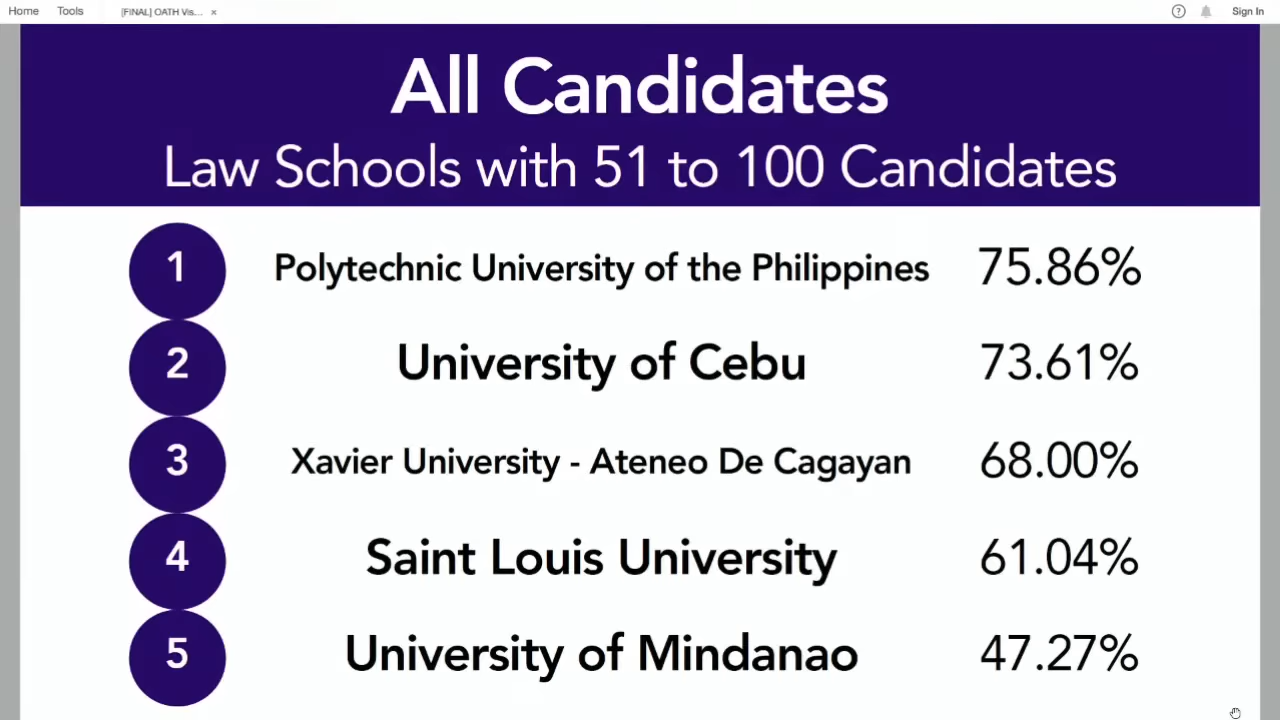 Home Tools [FINAL] OATH Vis... × ? Sign In
All Candidates
Law Schools with 51 to 100 Candidates
1 Polytechnic University of the Philippines 75.86%
2 University of Cebu 73.61%
3 Xavier University - Ateneo De Cagayan 68.00%
4 Saint Louis University 61.04%
5 University of Mindanao 47.27%